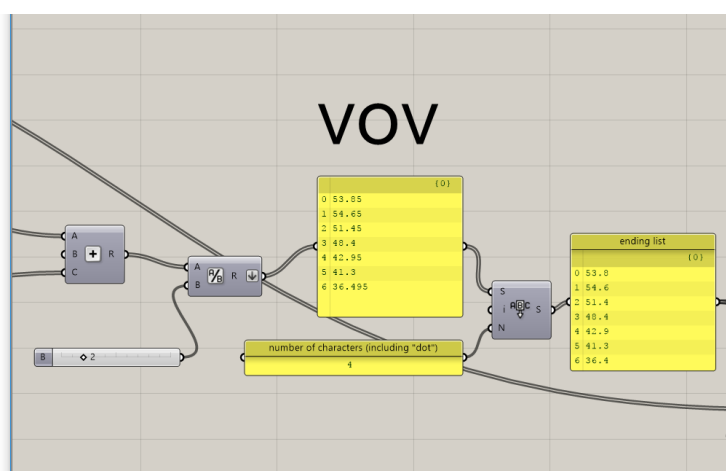 VOV
{0}
0 53.85
1 54.65
2 51.45
3 48.4
4 42.95
5 41.3
6 36.495
A
B
C
R
A
B
A/B
R
B
2
number of characters (including "dot")
4
S
i
N
ABC
S
ending list
{0}
0 53.8
1 54.6
2 51.4
3 48.4
4 42.9
5 41.3
6 36.4